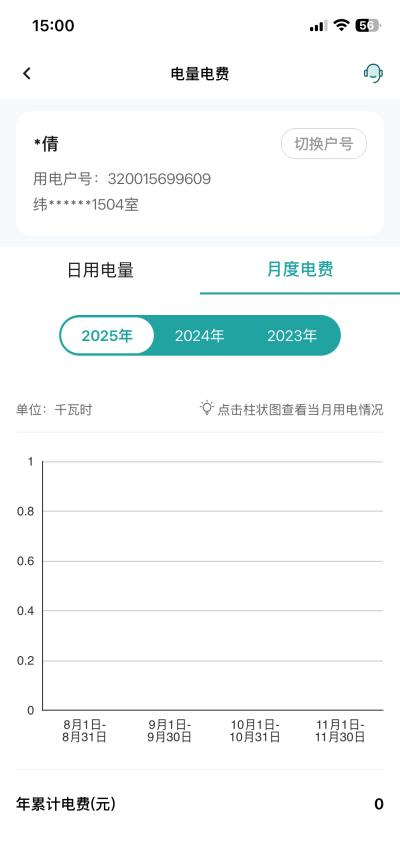 15:00
56
电量电费
*倩
切换户号
用电户号：320015699609
纬******1504室
日用电量
月度电费
2025年
2024年
2023年
单位：千瓦时
点击柱状图查看当月用电情况
1
0.8
0.6
0.4
0.2
0
8月1日-
8月31日
9月1日-
9月30日
10月1日-
10月31日
11月1日-
11月30日
年累计电费(元)
0